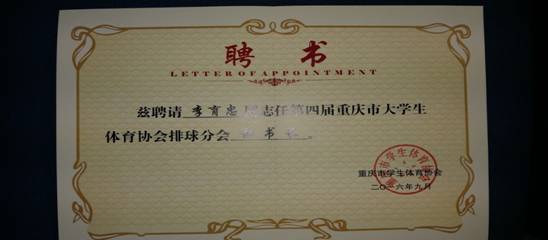 聘书
LETTER OF APPOINTMENT
兹聘请 李育忠 同志任第四届重庆市大学生
体育协会排球分会 秘书长。
重庆市学生体育协会
二〇一六年九月